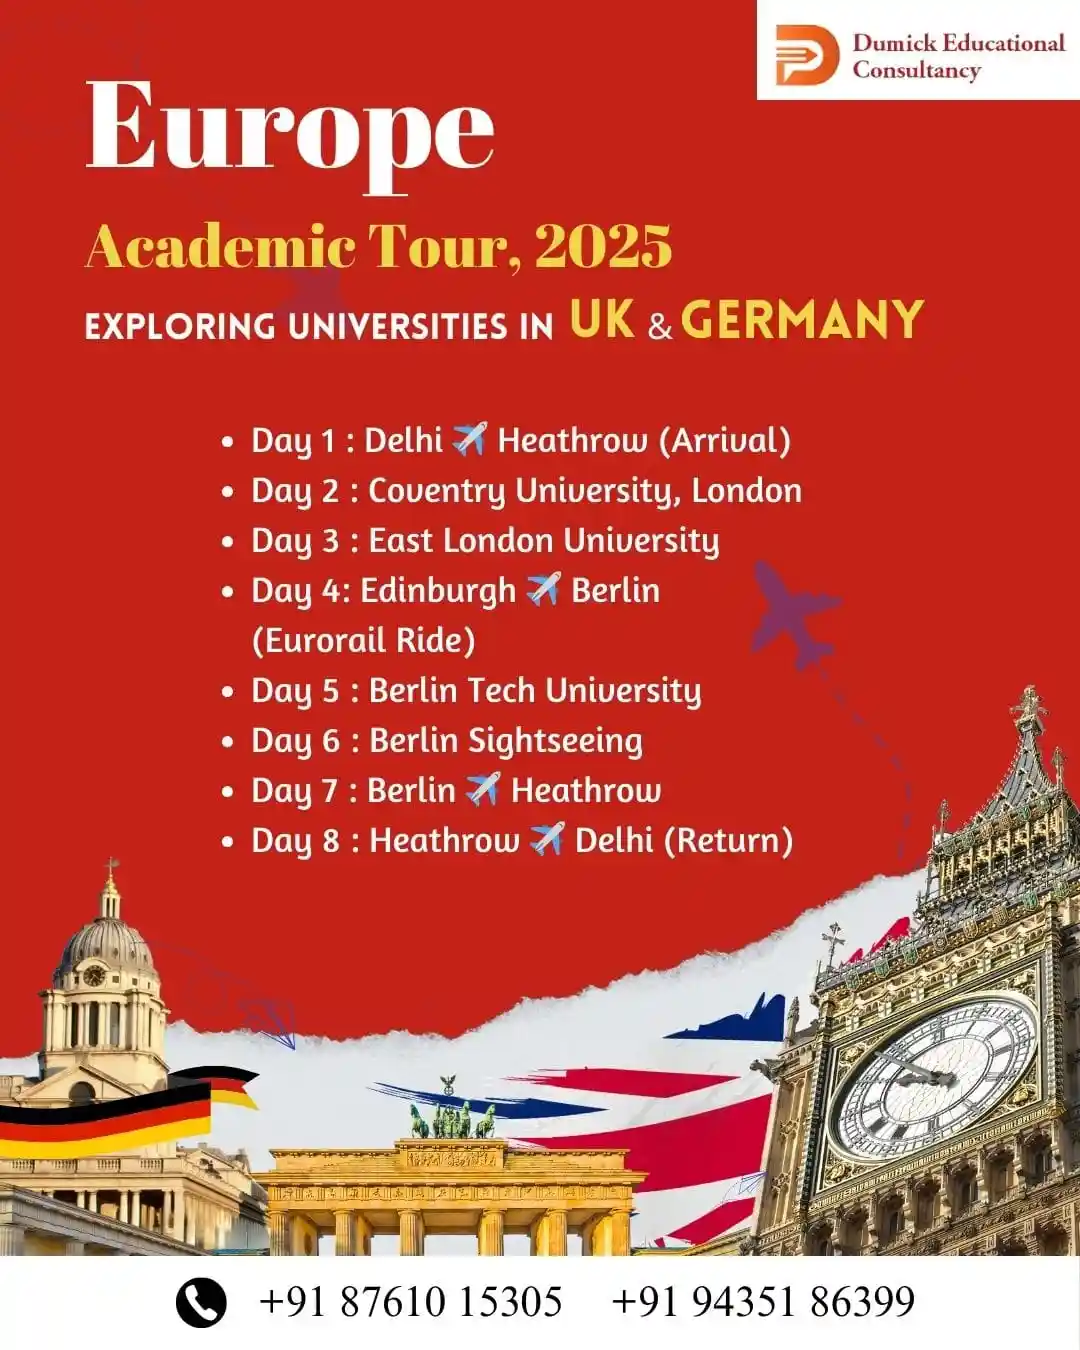 Dumick Educational
Consultancy
Europe
Academic Tour, 2025
EXPLORING UNIVERSITIES IN UK & GERMANY
• Day 1 : Delhi ✈️ Heathrow (Arrival)
• Day 2 : Coventry University, London
• Day 3 : East London University
• Day 4: Edinburgh ✈️ Berlin
(Eurorail Ride)
• Day 5 : Berlin Tech University
• Day 6 : Berlin Sightseeing
• Day 7 : Berlin ✈️ Heathrow
• Day 8 : Heathrow ✈️ Delhi (Return)
+91 87610 15305 +91 94351 86399